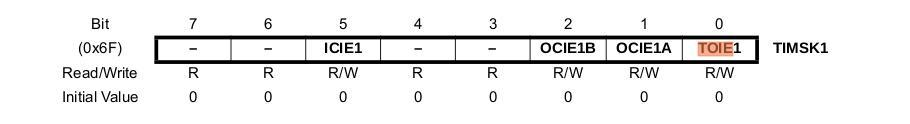 Bit 7 6 5 4 3 2 1 0
(0x6F) – – ICIE1 – – OCIE1B OCIE1A TOIE1 TIMSK1
Read/Write R R R/W R R R/W R/W R/W
Initial Value 0 0 0 0 0 0 0 0